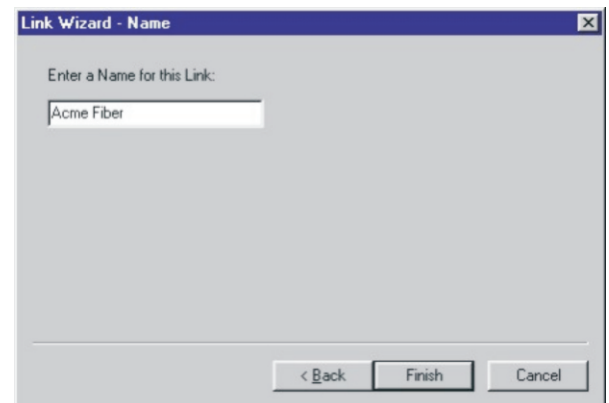 Link Wizard - Name
Enter a Name for this Link:
Acme Fiber
< Back
Finish
Cancel